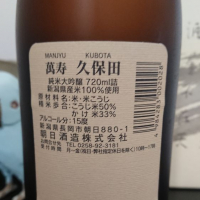 MANJYU KUBOTA
萬寿 久保田
純米大吟醸 720ml詰
新潟県産米100%使用
原材料名：米・米こうじ
精米歩合：こうじ米50%
かけ米33%
アルコール分：15度
新潟県長岡市朝日880-1
朝日酒造株式会社
TEL 0258-92-3181